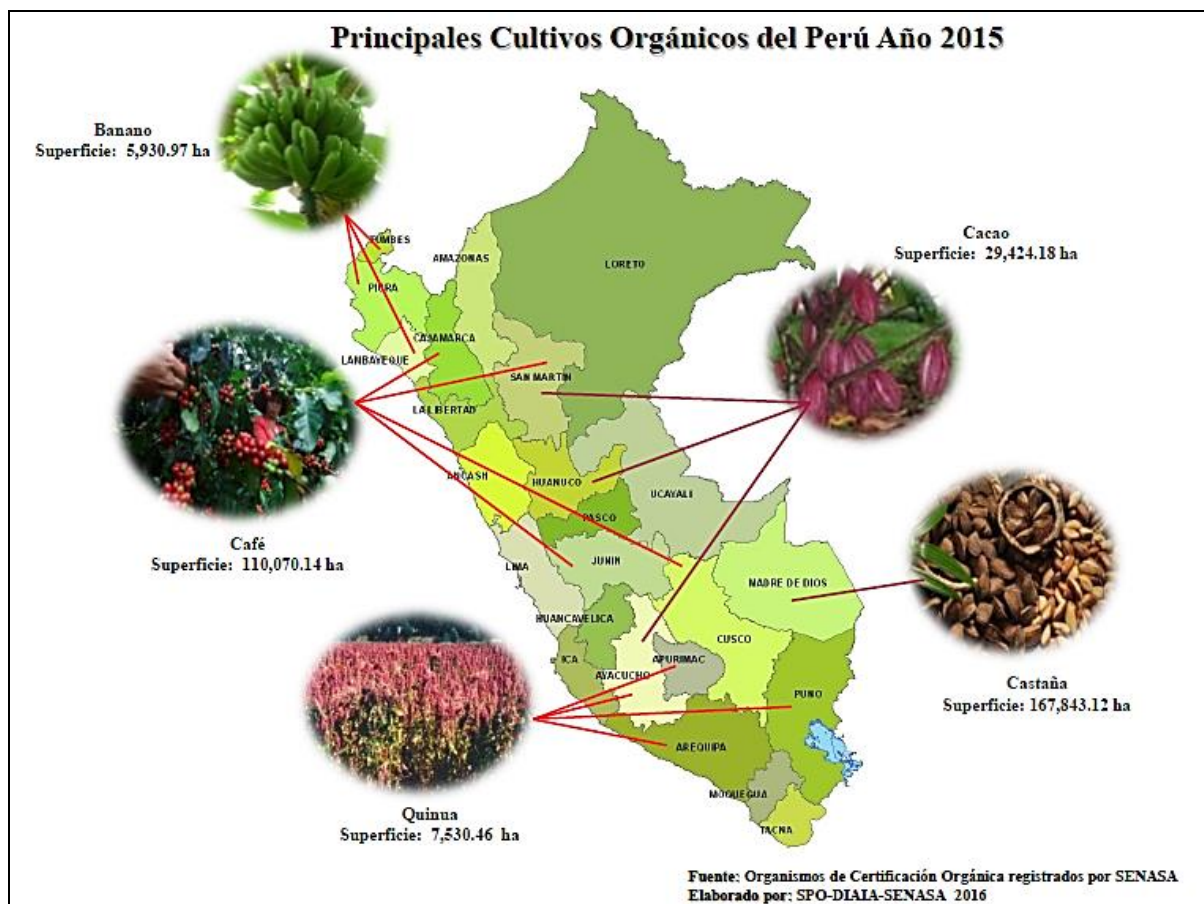 Principales Cultivos Orgánicos del Perú Año 2015
Banano
Superficie: 5,930.97 ha
Cacao
Superficie: 29,424.18 ha
TUMBES
PIURA
AMAZONAS
LORETO
CAJAMARCA
LANBAYEQUE
SAN MARTIN
LA LIBERTAD
ANCASH
HUANUCO
UCAYALI
PASCO
Café
Superficie: 110,070.14 ha
LIMA
JUNIN
MADRE DE DIOS
HUANCAVELICA
CUSCO
ICA
AYACUCHO
APURIMAC
PUNO
Castaña
Superficie: 167,843.12 ha
AREQUIPA
MOQUEGUA
TACNA
Quinua
Superficie: 7,530.46 ha
Fuente: Organismos de Certificación Orgánica registrados por SENASA
Elaborado por: SPO-DIAIA-SENASA 2016